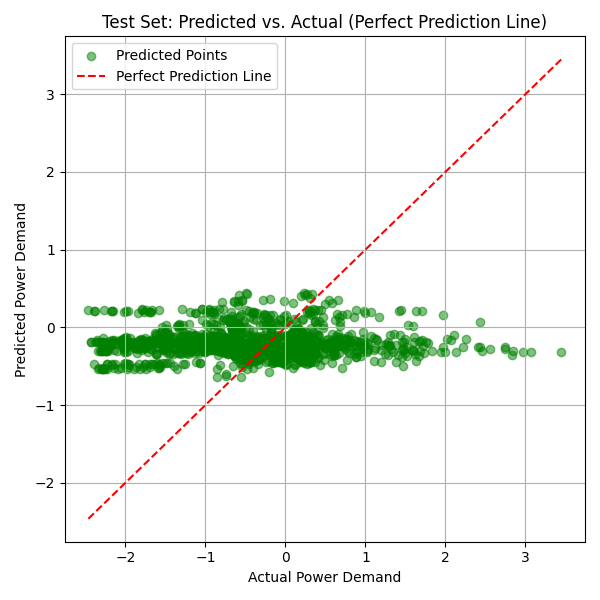 Test Set: Predicted vs. Actual (Perfect Prediction Line)
Predicted Points
Perfect Prediction Line
3
2
1
0
−1
−2
Predicted Power Demand
−2 −1 0 1 2 3
Actual Power Demand